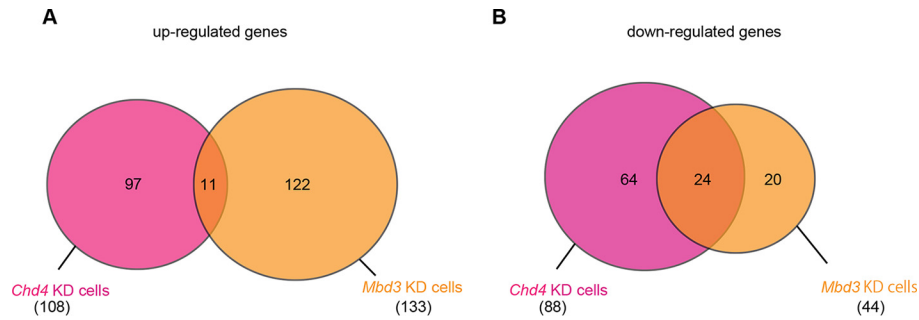 A
up-regulated genes
97
11
122
Chd4 KD cells
(108)
Mbd3 KD cells
(133)
B
down-regulated genes
64
24
20
Chd4 KD cells
(88)
Mbd3 KD cells
(44)